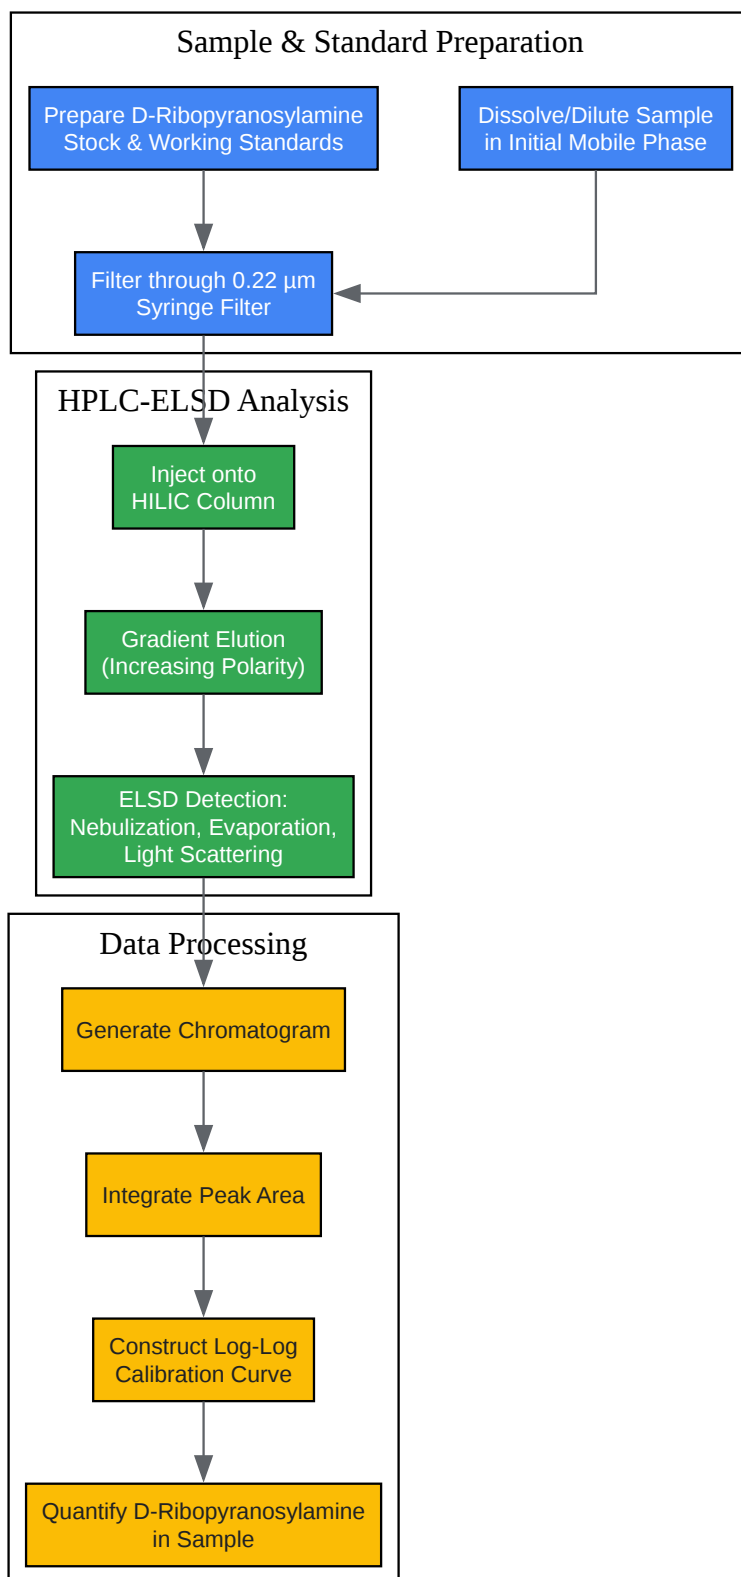 Sample & Standard Preparation
Prepare D-Ribopyranosylamine
Stock & Working Standards
Dissolve/Dilute Sample
in Initial Mobile Phase
Filter through 0.22 µm
Syringe Filter
HPLC-ELSD Analysis
Inject onto
HILIC Column
Gradient Elution
(Increasing Polarity)
ELSD Detection:
Nebulization, Evaporation,
Light Scattering
Data Processing
Generate Chromatogram
Integrate Peak Area
Construct Log-Log
Calibration Curve
Quantify D-Ribopyranosylamine
in Sample